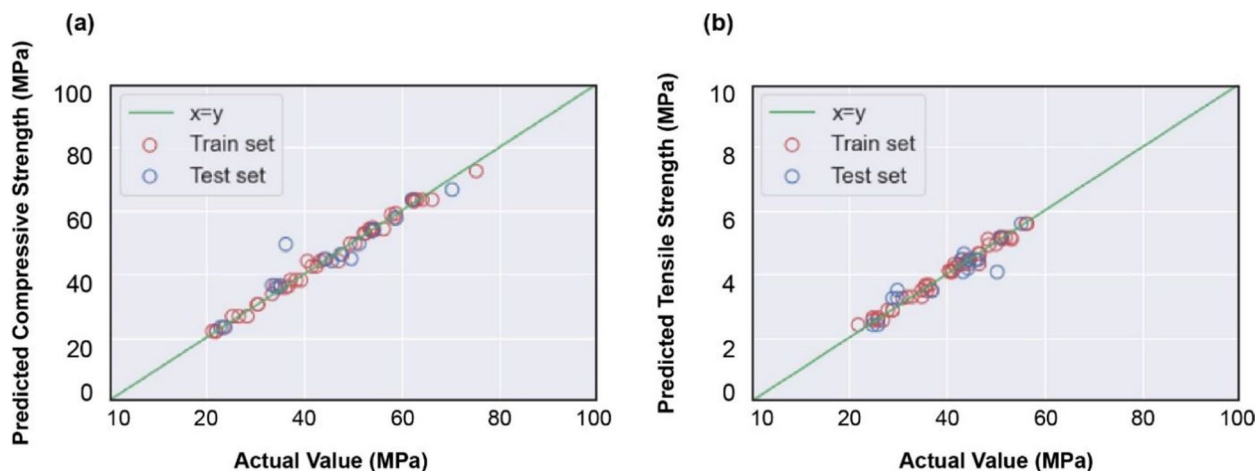 (a)
Predicted Compressive Strength (MPa)
100
80
60
40
20
0
x=y
Train set
Test set
10 20 40 60 80 100
Actual Value (MPa)
(b)
Predicted Tensile Strength (MPa)
10
8
6
4
2
0
x=y
Train set
Test set
10 20 40 60 80 100
Actual Value (MPa)